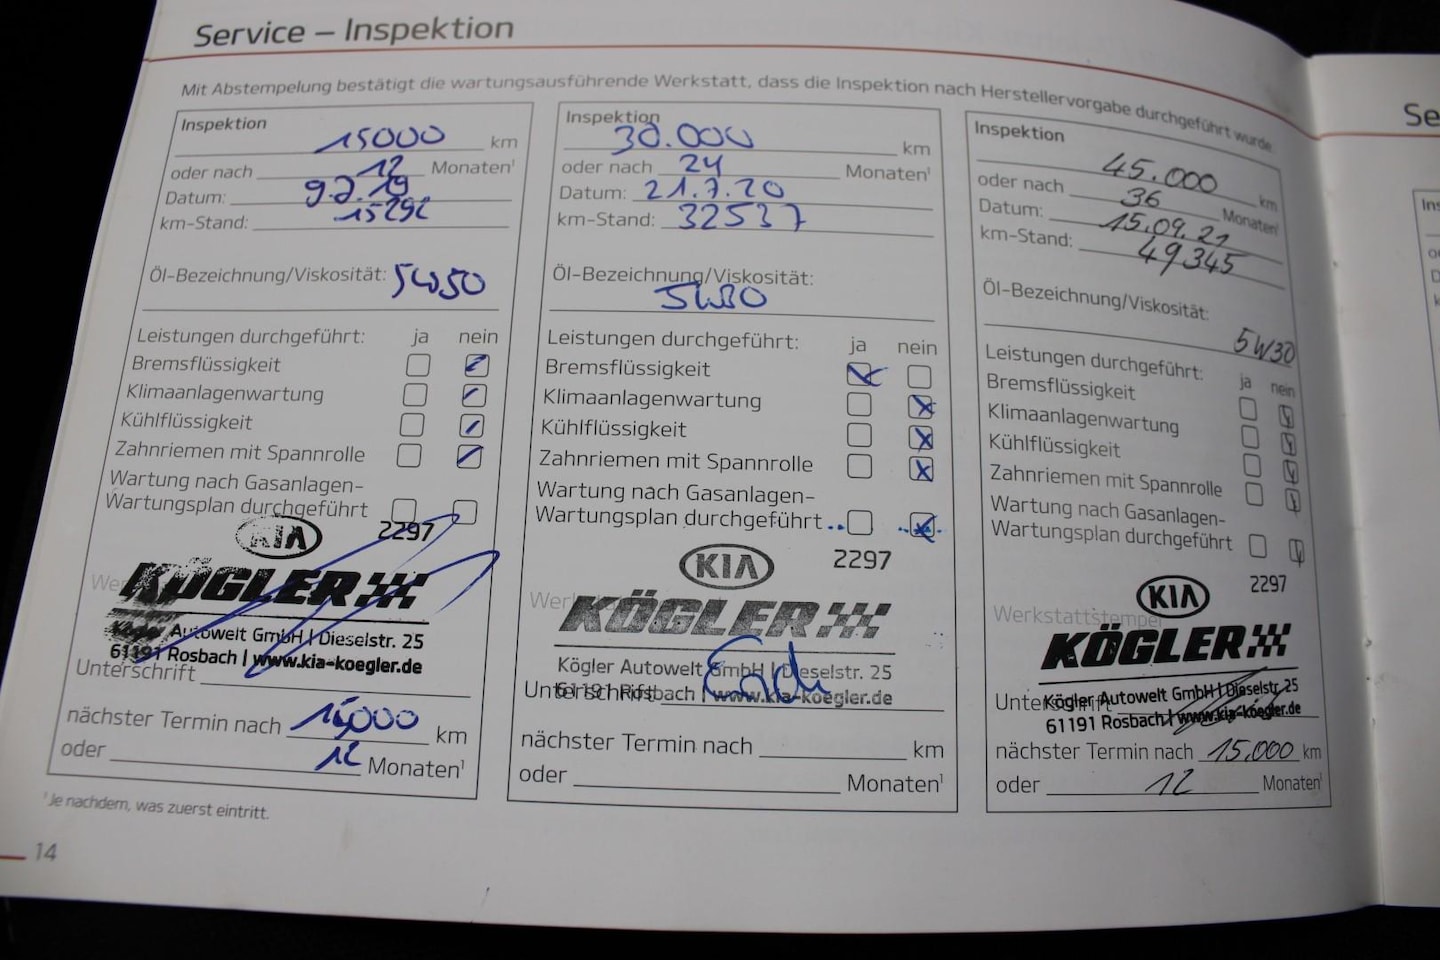 Service – Inspektion
Mit Abstempelung bestätigt die wartungsausführende Werkstatt, dass die Inspektion nach Herstellervorgabe durchgeführt wurde.
Inspektion
15000 km
oder nach 12 Monaten¹
Datum: 9.7.19
km-Stand: 15292
Öl-Bezeichnung/Viskosität: 5W50
Leistungen durchgeführt: ja nein
Bremsflüssigkeit
Klimaanlagenwartung
Kühlflüssigkeit
Zahnriemen mit Spannrolle
Wartung nach Gasanlagen-
Wartungsplan durchgeführt
KIA 2297
KÖGLER
Autowelt GmbH | Dieselstr. 25
61191 Rosbach | www.kia-koegler.de
Unterschrift
nächster Termin nach 15000 km
oder 12 Monaten¹
¹Je nachdem, was zuerst eintritt.
14
Inspektion
30.000 km
oder nach 24 Monaten¹
Datum: 21.7.20
km-Stand: 32537
Öl-Bezeichnung/Viskosität:
5W30
Leistungen durchgeführt: ja nein
Bremsflüssigkeit
Klimaanlagenwartung
Kühlflüssigkeit
Zahnriemen mit Spannrolle
Wartung nach Gasanlagen-
Wartungsplan durchgeführt
KIA 2297
KÖGLER
Kögler Autowelt GmbH | Dieselstr. 25
61191 Rosbach | www.kia-koegler.de
Unterschrift
nächster Termin nach km
oder Monaten¹
Inspektion
45.000 km
oder nach 36 Monaten¹
Datum: 15.09.21
km-Stand: 49345
Öl-Bezeichnung/Viskosität:
5W30
Leistungen durchgeführt: ja nein
Bremsflüssigkeit
Klimaanlagenwartung
Kühlflüssigkeit
Zahnriemen mit Spannrolle
Wartung nach Gasanlagen-
Wartungsplan durchgeführt
KIA 2297
Werkstattstempel
KÖGLER
Kögler Autowelt GmbH | Dieselstr. 25
61191 Rosbach | www.kia-koegler.de
nächster Termin nach 15.000 km
oder 12 Monaten¹
Se